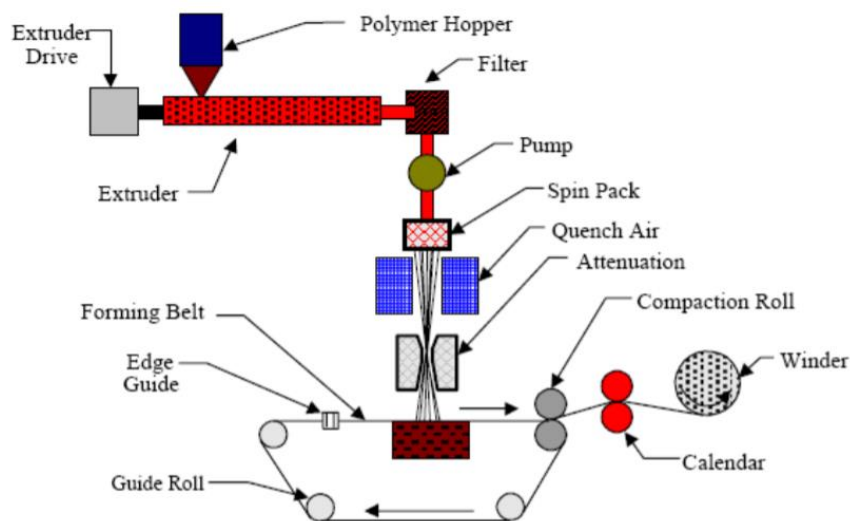 Extruder
Drive
Polymer Hopper
Filter
Extruder
Pump
Spin Pack
Quench Air
Attenuation
Forming Belt
Compaction Roll
Edge
Guide
Winder
Guide Roll
Calendar